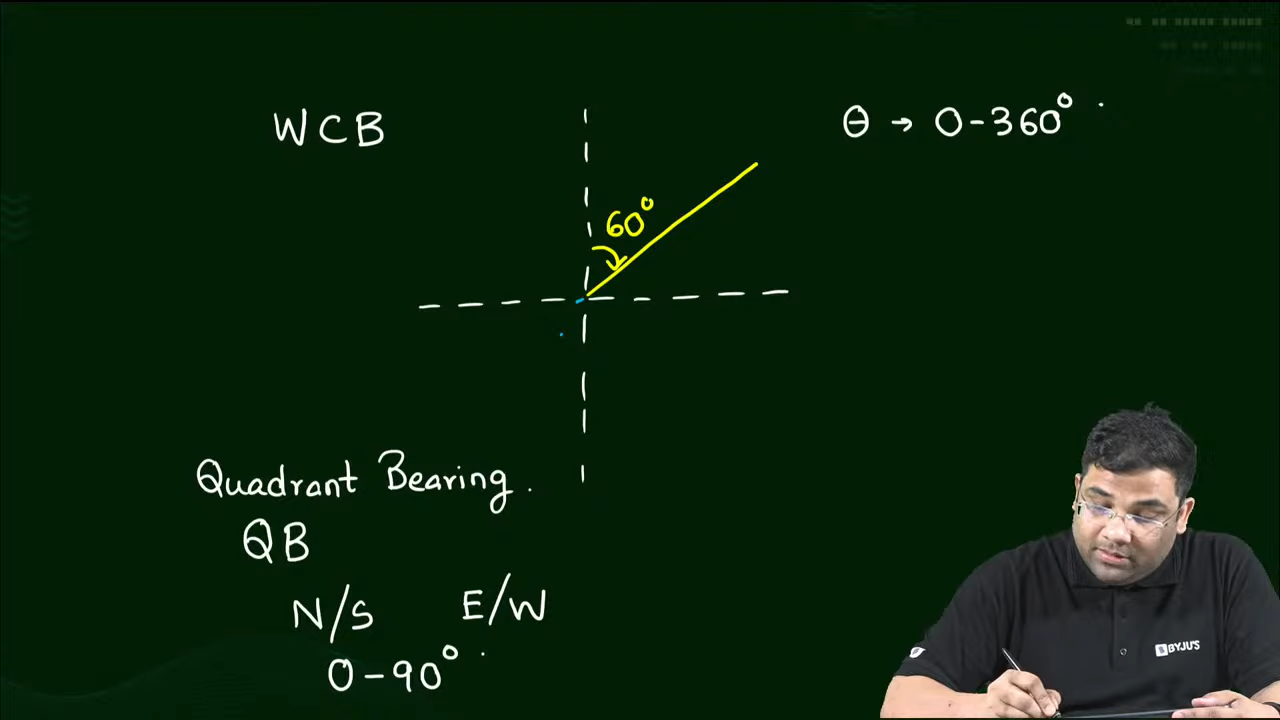 WCB
θ → 0-360°
60°
Quadrant Bearing.
QB
N/S E/W
0-90°
BYJU'S